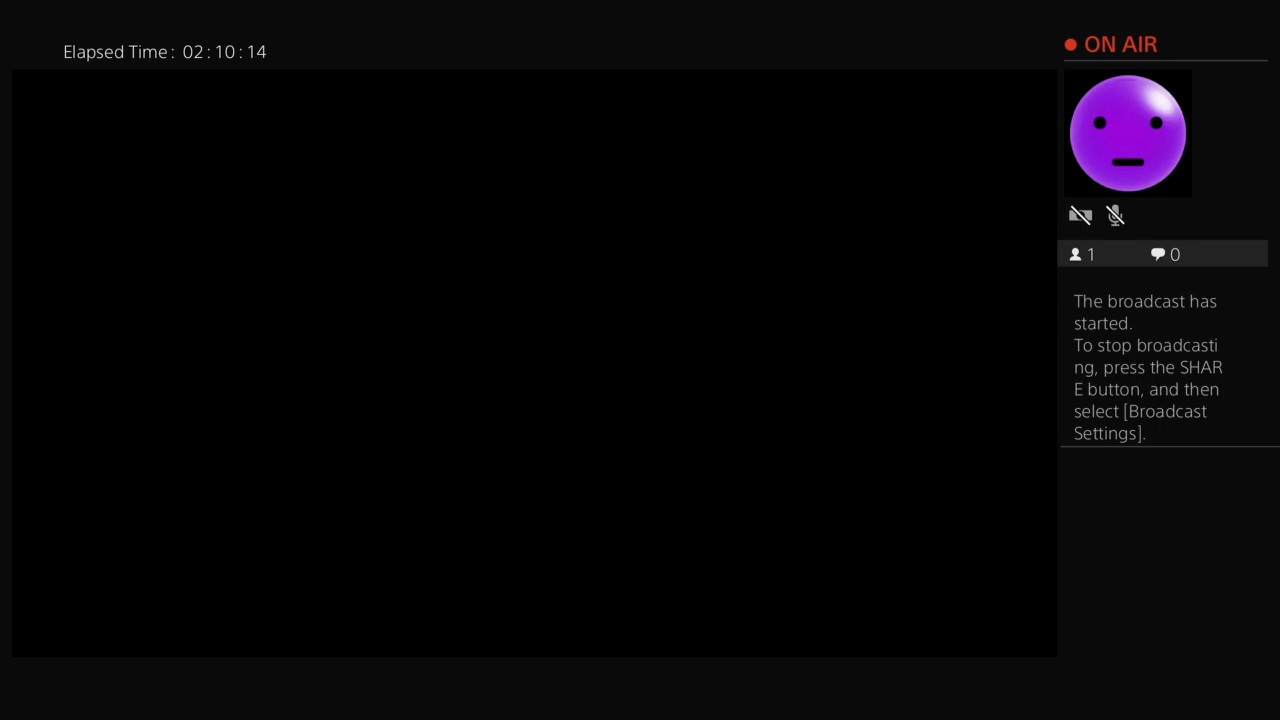 Elapsed Time: 02:10:14
ON AIR
1 0
The broadcast has
started.
To stop broadcasti
ng, press the SHAR
E button, and then
select [Broadcast
Settings].